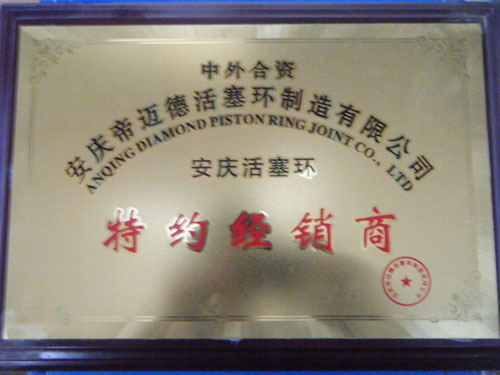 中外合资
安庆帝迈德活塞环制造有限公司
ANQING DIAMOND PISTON RING JOINT CO., LTD
安庆活塞环
特约经销商